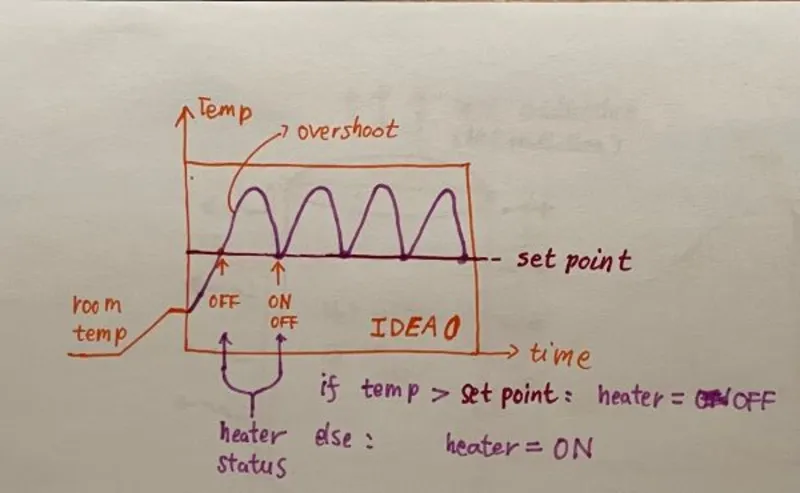 Temp
overshoot
set point
room
temp
OFF
ON
OFF
IDEA 0
time
if temp > set point: heater = OFF
else: heater = ON
heater
status